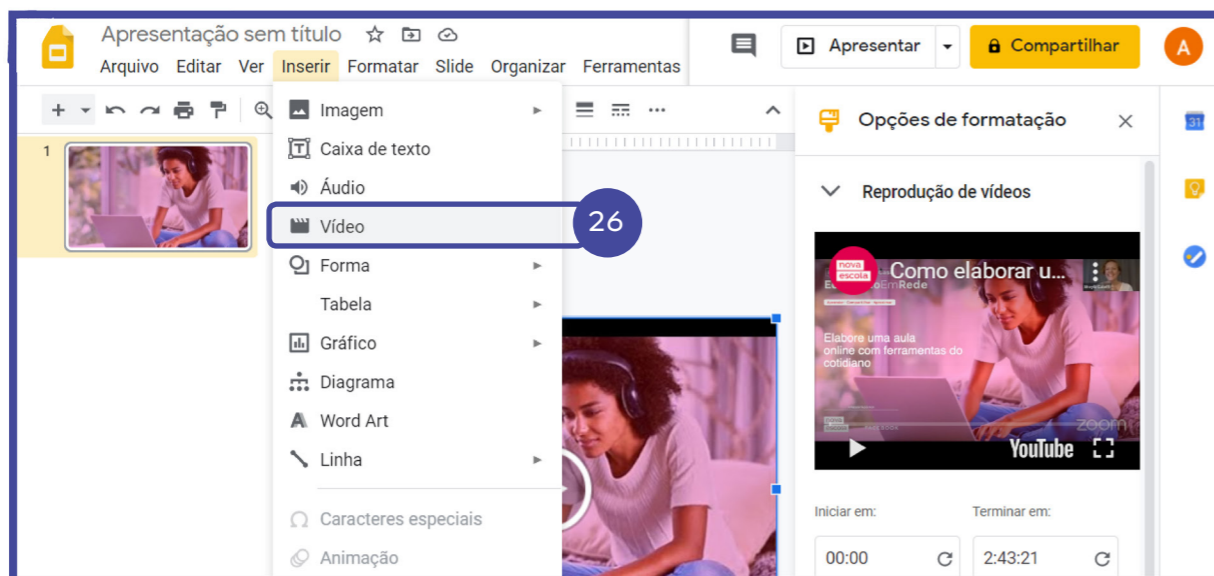 Apresentação sem título
Apresentar
Compartilhar
A
Arquivo Editar Ver Inserir Formatar Slide Organizar Ferramentas
Imagem
Caixa de texto
Áudio
Vídeo
26
Forma
Tabela
Gráfico
Diagrama
Word Art
Linha
Caracteres especiais
Animação
1
Opções de formatação
31
Reprodução de vídeos
nova
escola
Como elaborar u...
EmRede
Elabore uma aula
online com ferramentas do
cotidiano
zoom
YouTube
Iniciar em:
Terminar em:
00:00
2:43:21